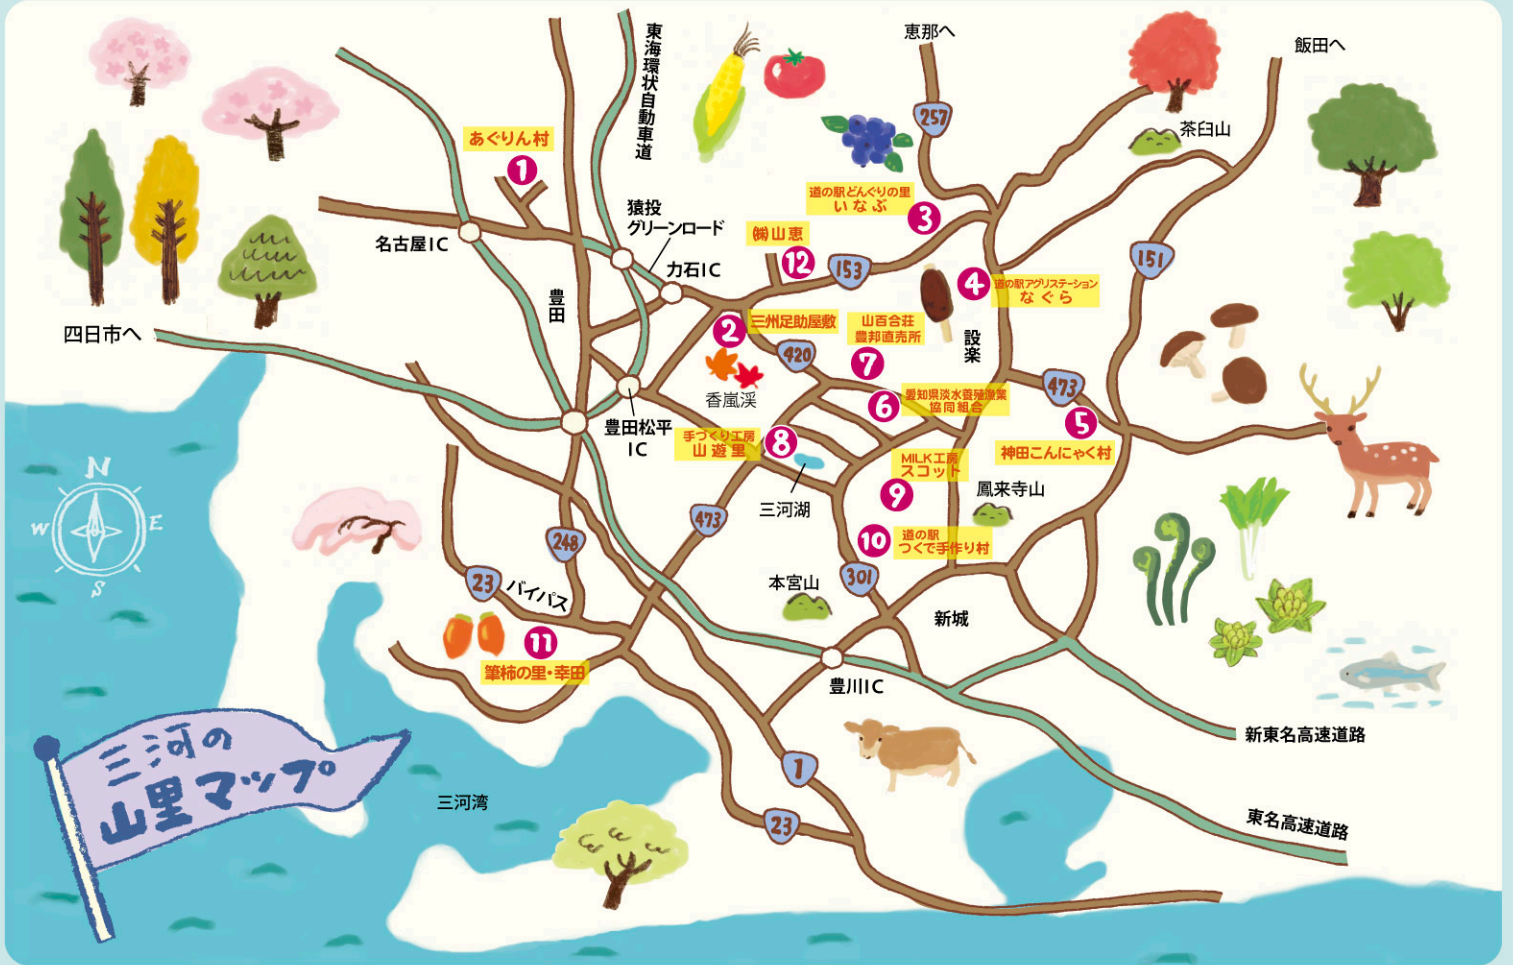 東海環状自動車道
恵那へ
飯田へ
257
茶臼山
あぐりん村
1
道の駅どんぐりの里
いなぶ
3
猿投
グリーンロード
㈱山恵
12
153
名古屋IC
力石IC
151
4
道の駅アグリステーション
なぐら
豊田
四日市へ
2
三州足助屋敷
山百合荘
豊邦直売所
7
設楽
420
473
香嵐渓
6
愛知県淡水養殖漁業
協同組合
5
豊田松平
IC
手づくり工房
山遊里
8
神田こんにゃく村
MILK工房
スコット
9
三河湖
鳳来寺山
N
W
E
S
473
248
10
道の駅
つくで手作り村
23
バイパス
本宮山
301
新城
11
筆柿の里・幸田
豊川IC
三河の
山里マップ
新東名高速道路
1
三河湾
23
東名高速道路